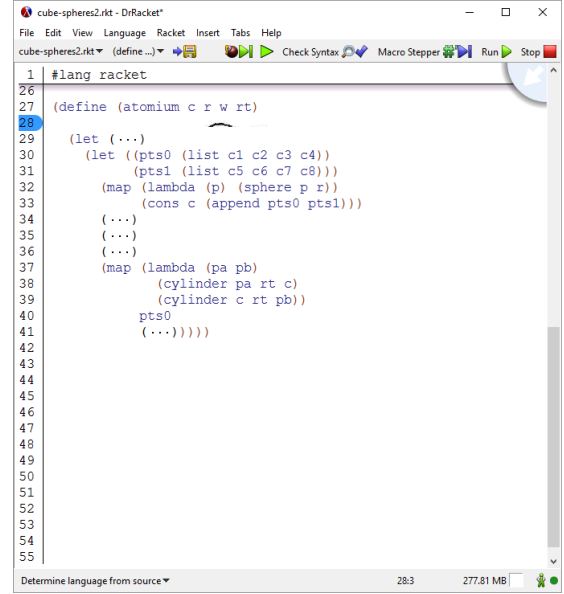 cube-spheres2.rkt - DrRacket*
File Edit View Language Racket Insert Tabs Help
cube-spheres2.rkt (define ...) Check Syntax Macro Stepper Run Stop
1 #lang racket
26
27 (define (atomium c r w rt)
28
29 (let (...)
30 (let ((pts0 (list c1 c2 c3 c4))
31 (pts1 (list c5 c6 c7 c8)))
32 (map (lambda (p) (sphere p r))
33 (cons c (append pts0 pts1)))
34 (...)
35 (...)
36 (...)
37 (map (lambda (pa pb)
38 (cylinder pa rt c)
39 (cylinder c rt pb))
40 pts0
41 (...)))))
42
43
44
45
46
47
48
49
50
51
52
53
54
55
Determine language from source 28:3 277.81 MB